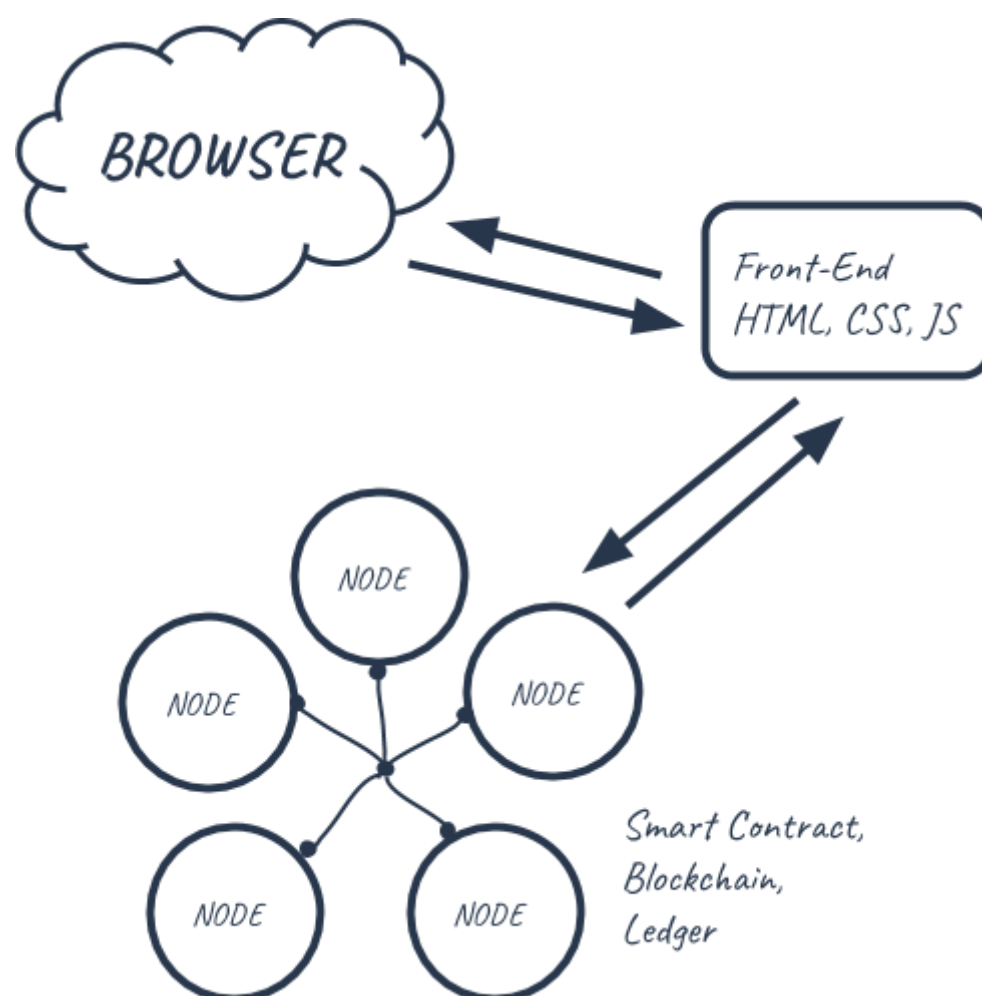 BROWSER
Front-End
HTML, CSS, JS
NODE
NODE
NODE
NODE
NODE
Smart Contract,
Blockchain,
Ledger